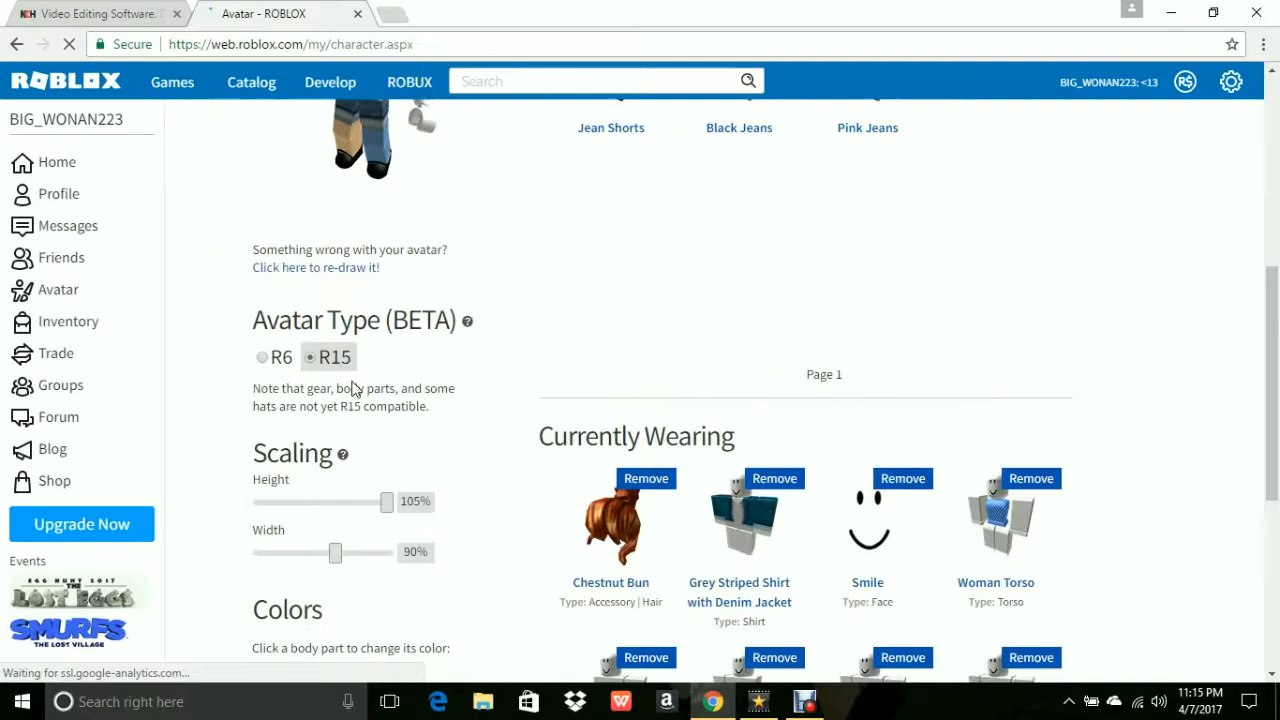 NCH Video Editing Software. D
Avatar - ROBLOX
Secure https://web.roblox.com/my/character.aspx
ROBLOX Games Catalog Develop ROBUX Search BIG_WONAN223: <13 R$
BIG_WONAN223
Home
Profile
Messages
Friends
Avatar
Inventory
Trade
Groups
Forum
Blog
Shop
Upgrade Now
Events
EGG HUNT 2017
THE LOST EGGS
SMURFS
THE LOST VILLAGE
Waiting for ssl.google-analytics.com...
Something wrong with your avatar?
Click here to re-draw it!
Avatar Type (BETA) ?
R6 R15
Note that gear, body parts, and some
hats are not yet R15 compatible.
Scaling ?
Height
105%
Width
90%
Colors
Click a body part to change its color:
Jean Shorts Black Jeans Pink Jeans
Page 1
Currently Wearing
Remove Remove Remove Remove
Chestnut Bun
Type: Accessory | Hair
Grey Striped Shirt
with Denim Jacket
Type: Shirt
Smile
Type: Face
Woman Torso
Type: Torso
Remove Remove Remove Remove
Search right here
11:15 PM
4/7/2017